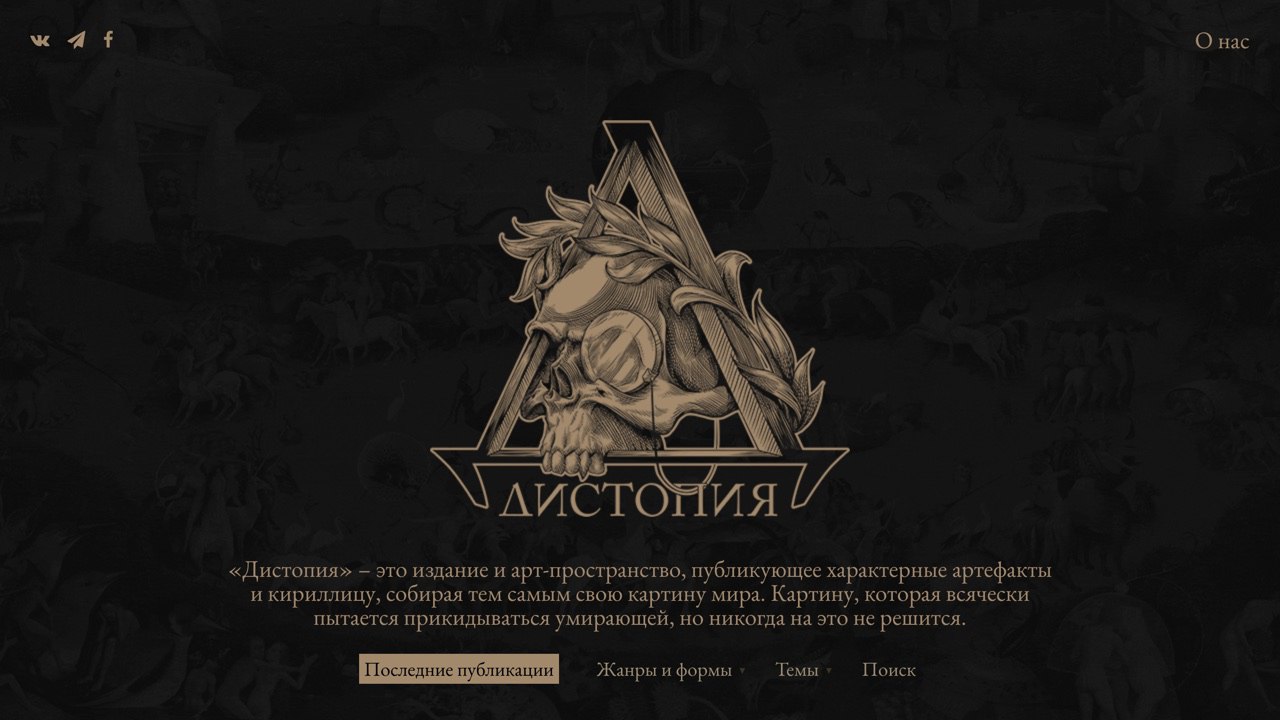 О нас
ДИСТОПИЯ
«Дистопия» – это издание и арт-пространство, публикующее характерные артефакты
и кириллицу, собирая тем самым свою картину мира. Картину, которая всячески
пытается прикидываться умирающей, но никогда на это не решится.
Последние публикации Жанры и формы ▾ Темы ▾ Поиск